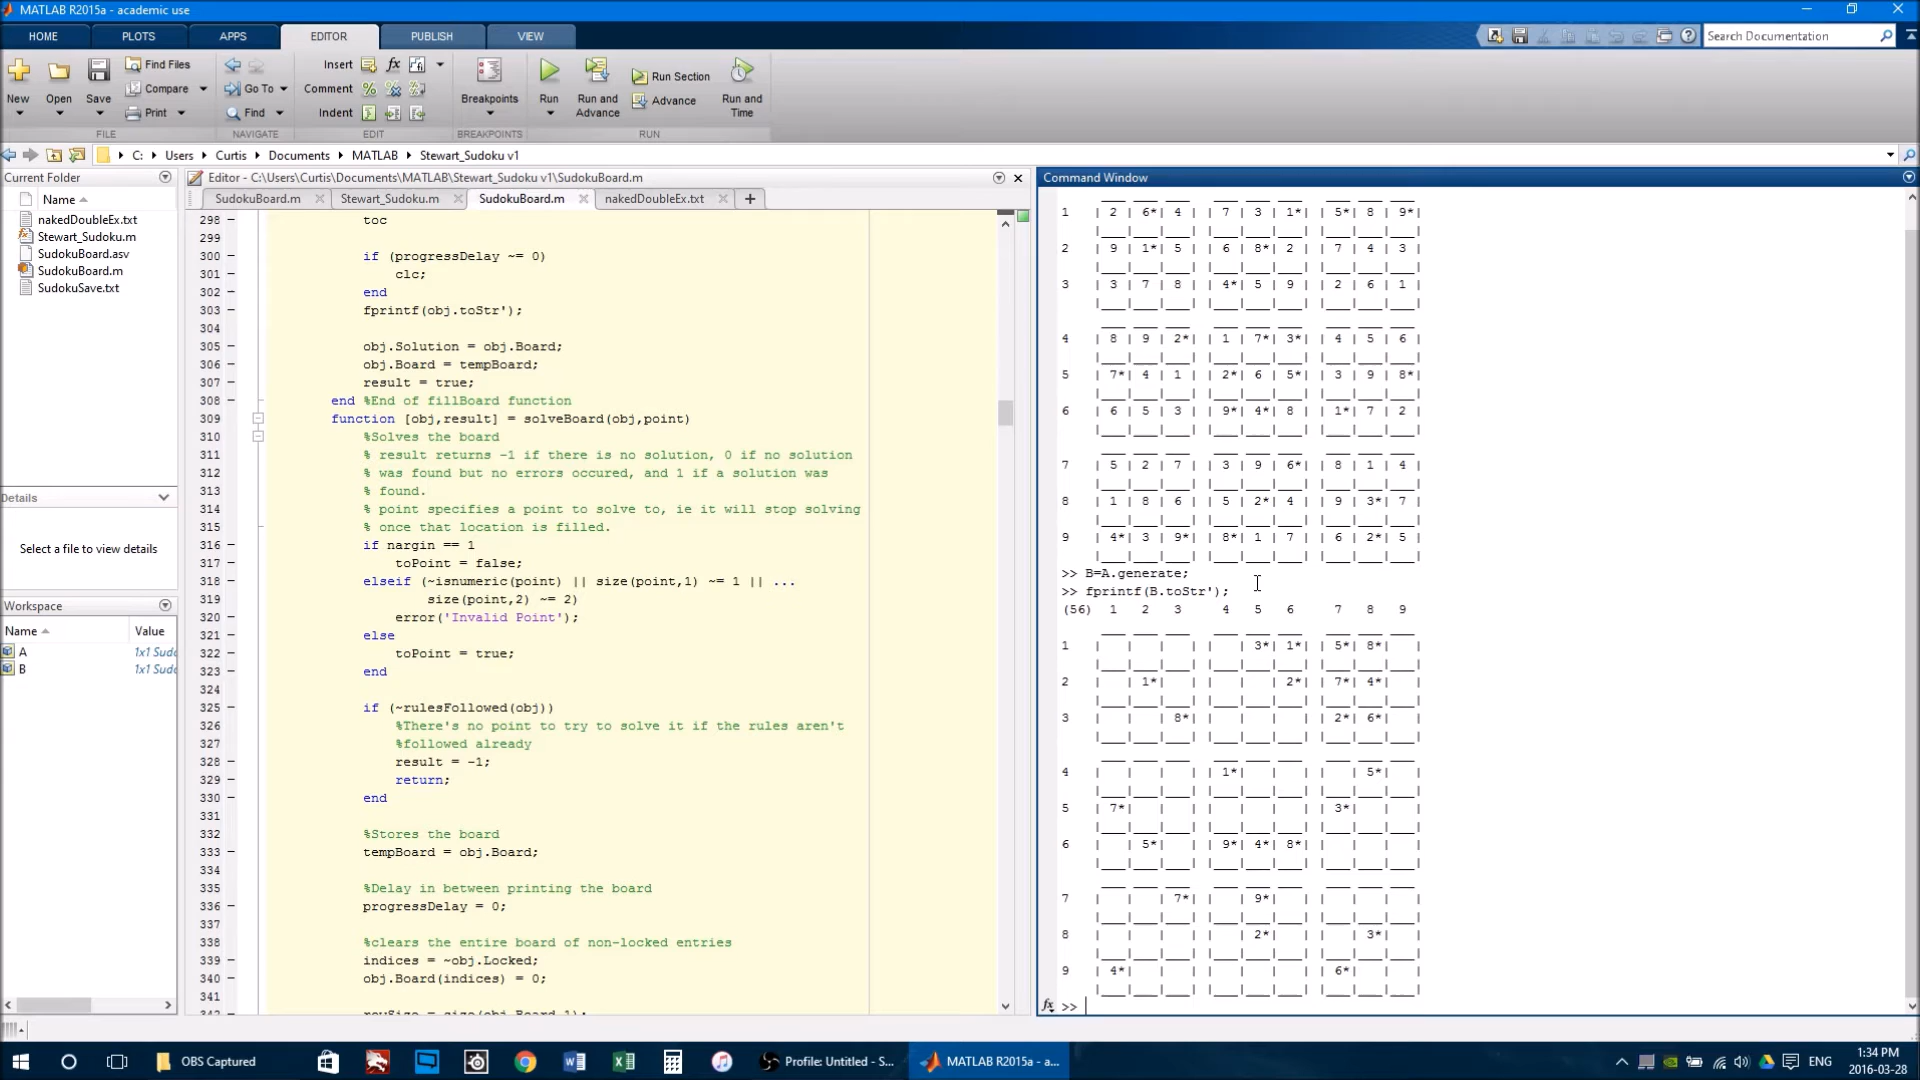 MATLAB R2015a - academic use
HOME PLOTS APPS EDITOR PUBLISH VIEW
Search Documentation
New Open Save Find Files Compare Print
FILE
Go To Find
NAVIGATE
Insert fx Comment Indent
EDIT
Breakpoints
BREAKPOINTS
Run Run and Advance Run Section Advance Run and Time
RUN
C: Users Curtis Documents MATLAB Stewart_Sudoku v1
Current Folder
Name
nakedDoubleEx.txt
Stewart_Sudoku.m
SudokuBoard.asv
SudokuBoard.m
SudokuSave.txt
Details
Select a file to view details
Workspace
Name Value
A 1x1 Sudo
B 1x1 Sudo
Editor - C:\Users\Curtis\Documents\MATLAB\Stewart_Sudoku v1\SudokuBoard.m
SudokuBoard.m Stewart_Sudoku.m SudokuBoard.m nakedDoubleEx.txt
298 toc
299
300 if (progressDelay ~= 0)
301 clc;
302 end
303 fprintf(obj.toStr');
304
305 obj.Solution = obj.Board;
306 obj.Board = tempBoard;
307 result = true;
308 end %End of fillBoard function
309 function [obj,result] = solveBoard(obj,point)
310 %Solves the board
311 % result returns -1 if there is no solution, 0 if no solution
312 % was found but no errors occured, and 1 if a solution was
313 % found.
314 % point specifies a point to solve to, ie it will stop solving
315 % once that location is filled.
316 if nargin == 1
317 toPoint = false;
318 elseif (~isnumeric(point) || size(point,1) ~= 1 || ...
319 size(point,2) ~= 2)
320 error('Invalid Point');
321 else
322 toPoint = true;
323 end
324
325 if (~rulesFollowed(obj))
326 %There's no point to try to solve it if the rules aren't
327 %followed already
328 result = -1;
329 return;
330 end
331
332 %Stores the board
333 tempBoard = obj.Board;
334
335 %Delay in between printing the board
336 progressDelay = 0;
337
338 %clears the entire board of non-locked entries
339 indices = ~obj.Locked;
340 obj.Board(indices) = 0;
341
Command Window
1 | 2 | 6*| 4 | | 7 | 3 | 1*| | 5*| 8 | 9*|
2 | 9 | 1*| 5 | | 6 | 8*| 2 | | 7 | 4 | 3 |
3 | 3 | 7 | 8 | | 4*| 5 | 9 | | 2 | 6 | 1 |
4 | 8 | 9 | 2*| | 1 | 7*| 3*| | 4 | 5 | 6 |
5 | 7*| 4 | 1 | | 2*| 6 | 5*| | 3 | 9 | 8*|
6 | 6 | 5 | 3 | | 9*| 4*| 8 | | 1*| 7 | 2 |
7 | 5 | 2 | 7 | | 3 | 9 | 6*| | 8 | 1 | 4 |
8 | 1 | 8 | 6 | | 5 | 2*| 4 | | 9 | 3*| 7 |
9 | 4*| 3 | 9*| | 8*| 1 | 7 | | 6 | 2*| 5 |
>> B=A.generate;
>> fprintf(B.toStr');
(56) 1 2 3 4 5 6 7 8 9
1 | | | | | | 3*| 1*| | 5*| 8*| |
2 | | 1*| | | | | 2*| | 7*| 4*| |
3 | | | 8*| | | | | | 2*| 6*| |
4 | | | | | 1*| | | | | 5*| |
5 | 7*| | | | | | | | 3*| | |
6 | | 5*| | | 9*| 4*| 8*| | | | |
7 | | | 7*| | | 9*| | | | | |
8 | | | | | | 2*| | | | 3*| |
9 | 4*| | | | | | | | 6*| | |
fx >>
OBS Captured
Profile: Untitled - S...
MATLAB R2015a - a...
ENG
1:34 PM
2016-03-28